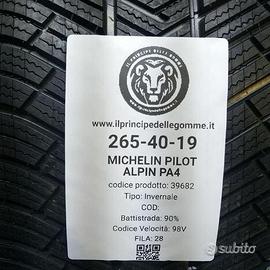 IL PRINCIPE DELLE GOMME
www.ilprincipedellegomme.it
265-40-19
MICHELIN PILOT
ALPIN PA4
codice prodotto: 39682
Tipo: Invernale
COD:
Battistrada: 90%
Codice Velocità: 98V
FILA: 28
subito